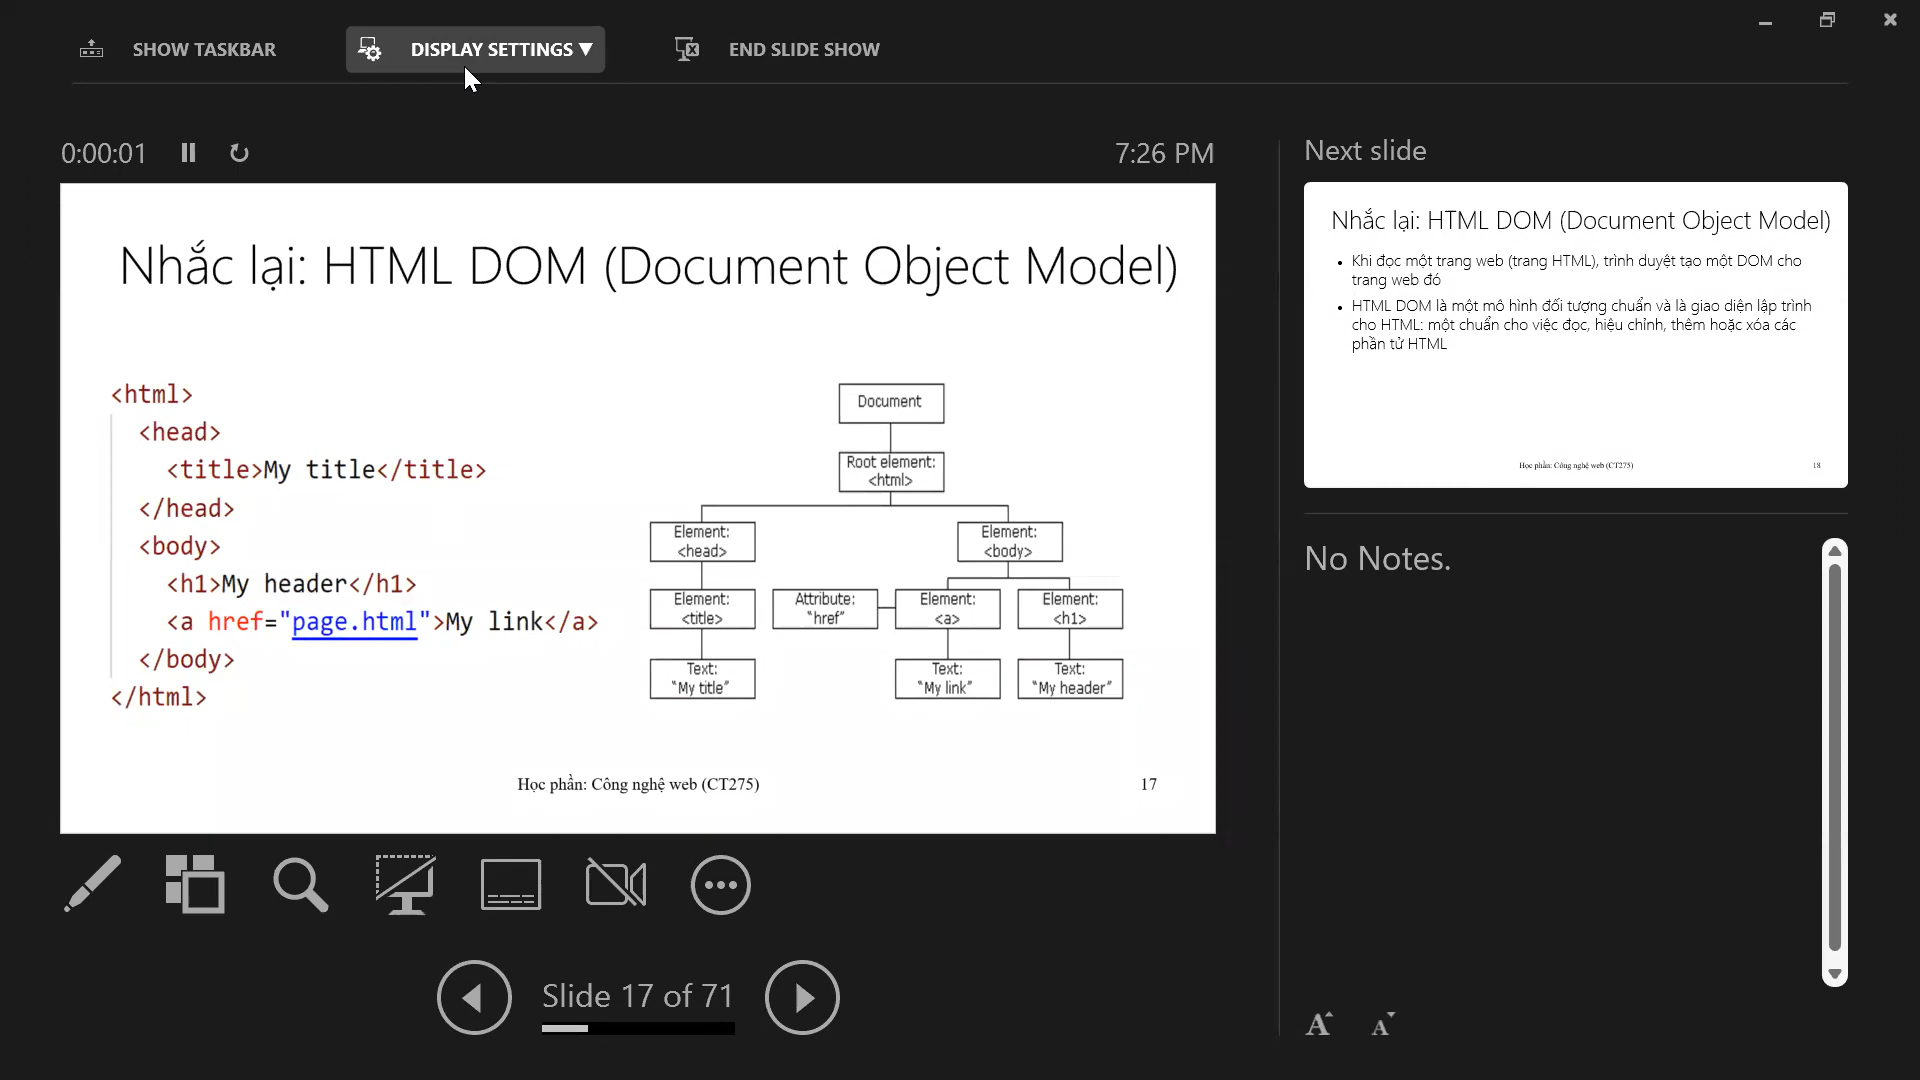 SHOW TASKBAR
DISPLAY SETTINGS ▼
END SLIDE SHOW
0:00:01
7:26 PM
Nhắc lại: HTML DOM (Document Object Model)
<html>
<head>
<title>My title</title>
</head>
<body>
<h1>My header</h1>
<a href="page.html">My link</a>
</body>
</html>
Document
Root element:
<html>
Element:
<head>
Element:
<body>
Element:
<title>
Attribute:
"href"
Element:
<a>
Element:
<h1>
Text:
"My title"
Text:
"My link"
Text:
"My header"
Học phần: Công nghệ web (CT275)
17
Slide 17 of 71
Next slide
Nhắc lại: HTML DOM (Document Object Model)
• Khi đọc một trang web (trang HTML), trình duyệt tạo một DOM cho
trang web đó
• HTML DOM là một mô hình đối tượng chuẩn và là giao diện lập trình
cho HTML: một chuẩn cho việc đọc, hiệu chỉnh, thêm hoặc xóa các
phần tử HTML
Học phần: Công nghệ web (CT275)
18
No Notes.
A
A